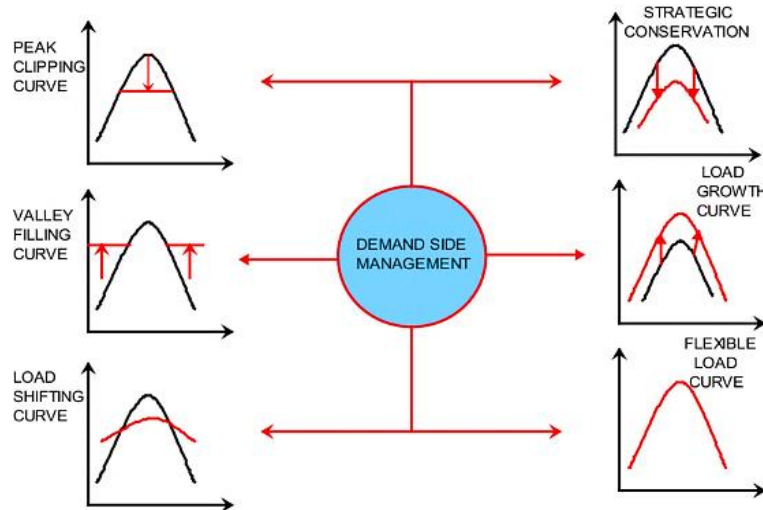 PEAK
CLIPPING
CURVE
STRATEGIC
CONSERVATION
VALLEY
FILLING
CURVE
DEMAND SIDE
MANAGEMENT
LOAD
GROWTH
CURVE
LOAD
SHIFTING
CURVE
FLEXIBLE
LOAD
CURVE